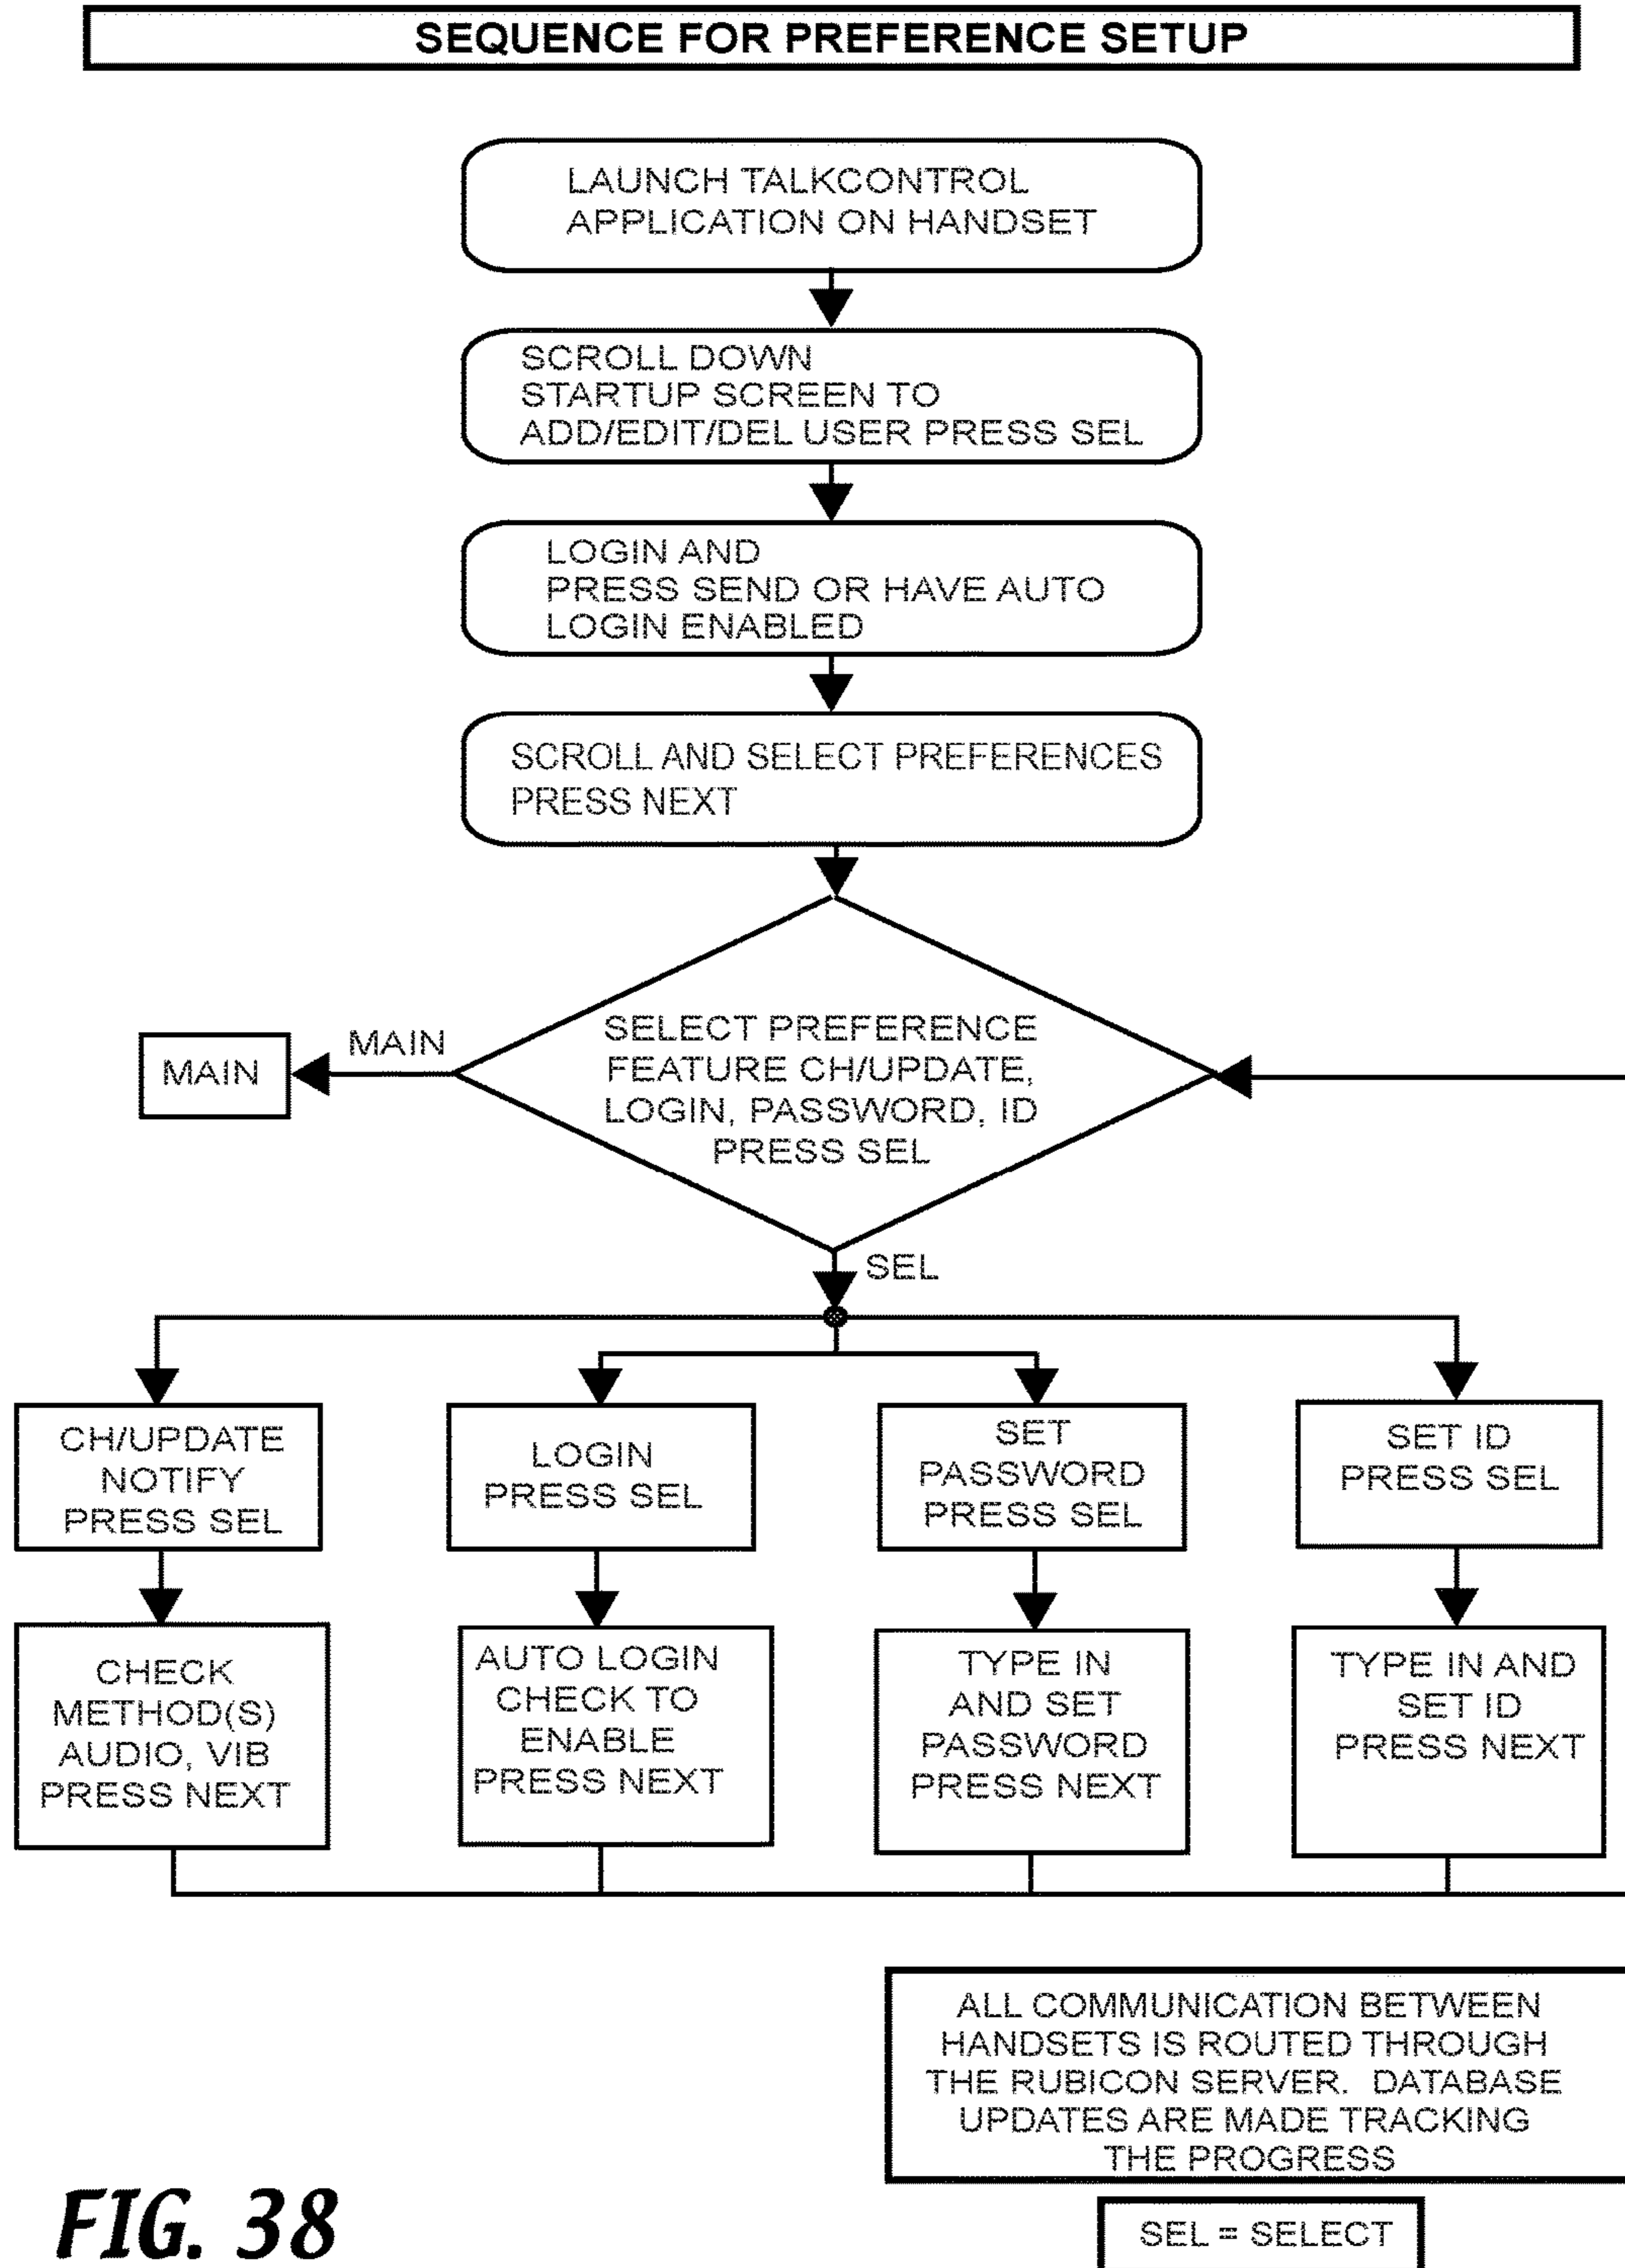 SEQUENCE FOR PREFERENCE SETUP
LAUNCH TALKCONTROL
APPLICATION ON HANDSET
SCROLL DOWN
STARTUP SCREEN TO
ADD/EDIT/DEL USER PRESS SEL
LOGIN AND
PRESS SEND OR HAVE AUTO
LOGIN ENABLED
SCROLL AND SELECT PREFERENCES
PRESS NEXT
MAIN
MAIN
SELECT PREFERENCE
FEATURE CH/UPDATE,
LOGIN, PASSWORD, ID
PRESS SEL
SEL
CH/UPDATE
NOTIFY
PRESS SEL
LOGIN
PRESS SEL
SET
PASSWORD
PRESS SEL
SET ID
PRESS SEL
CHECK
METHOD(S)
AUDIO, VIB
PRESS NEXT
AUTO LOGIN
CHECK TO
ENABLE
PRESS NEXT
TYPE IN
AND SET
PASSWORD
PRESS NEXT
TYPE IN AND
SET ID
PRESS NEXT
ALL COMMUNICATION BETWEEN
HANDSETS IS ROUTED THROUGH
THE RUBICON SERVER. DATABASE
UPDATES ARE MADE TRACKING
THE PROGRESS
SEL = SELECT
FIG. 38